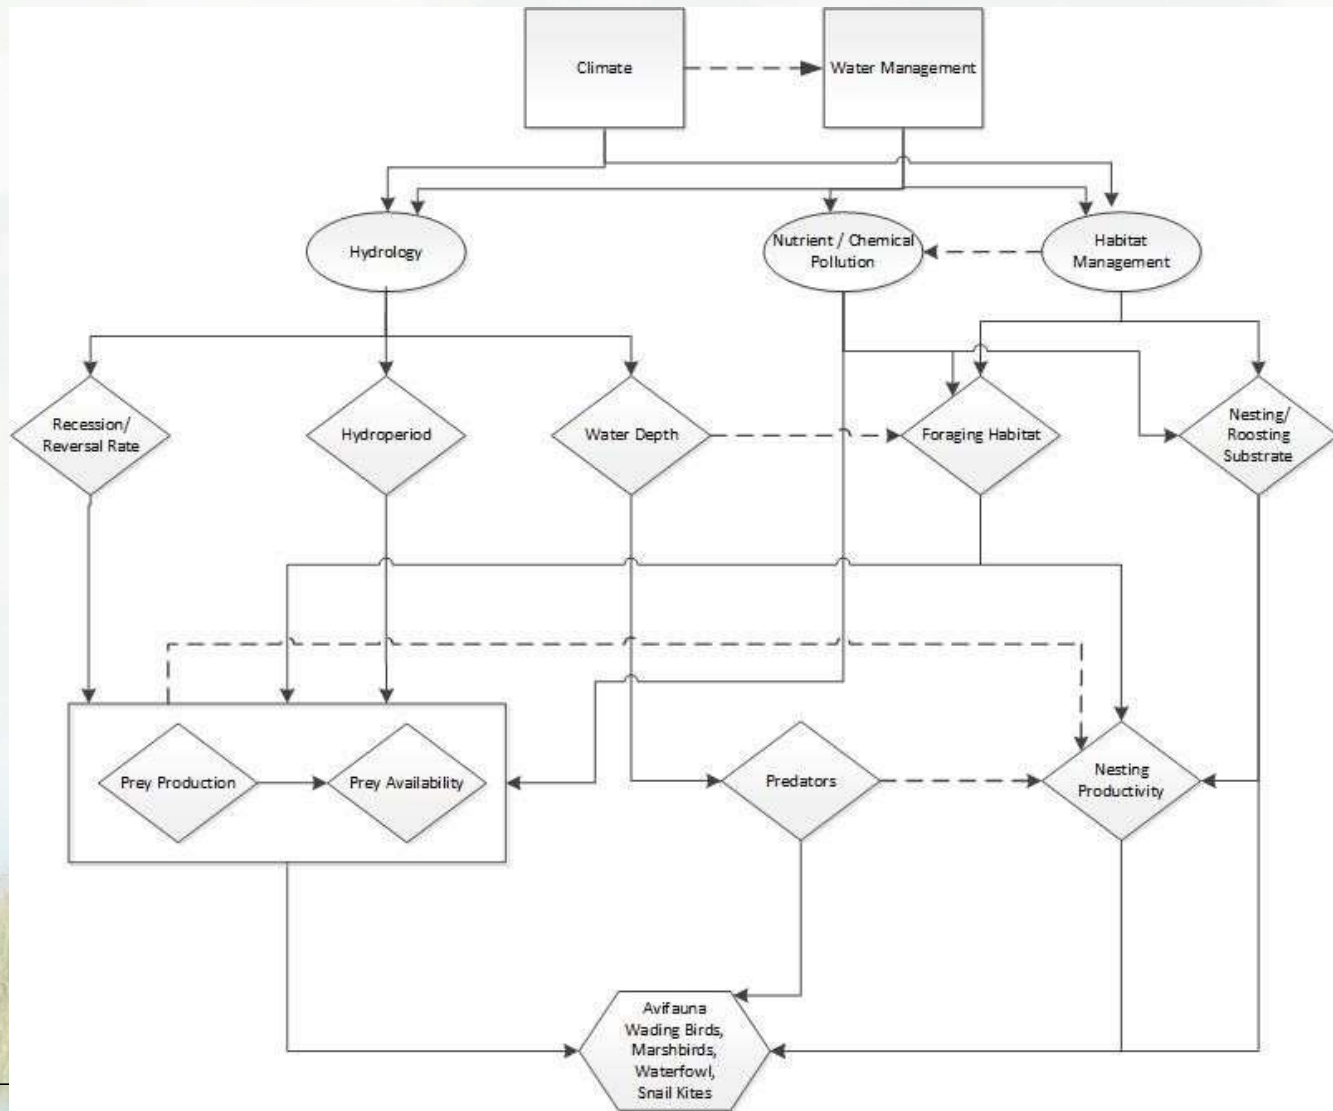 Climate
Water Management
Hydrology
Nutrient / Chemical
Pollution
Habitat
Management
Recession/
Reversal Rate
Hydroperiod
Water Depth
Foraging Habitat
Nesting/
Roosting
Substrate
Prey Production
Prey Availability
Predators
Nesting
Productivity
Avifauna
Wading Birds,
Marshbirds,
Waterfowl,
Snail Kites